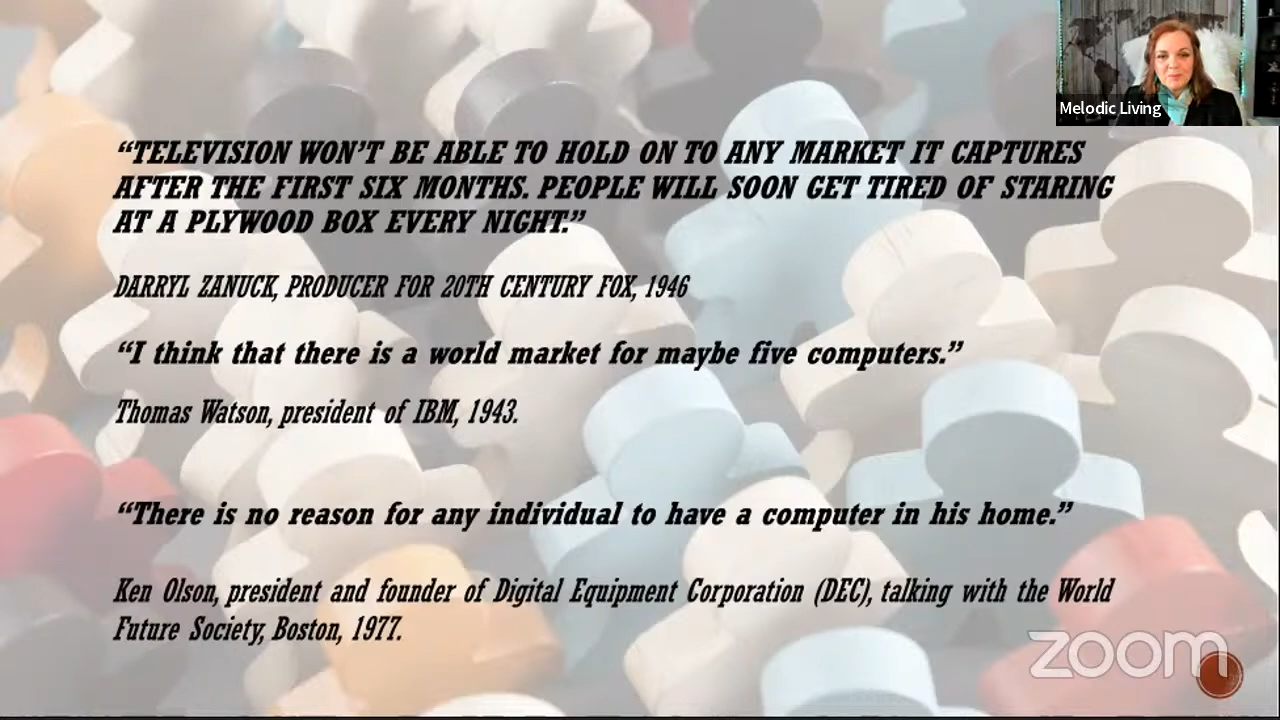 Melodic Living
“TELEVISION WON’T BE ABLE TO HOLD ON TO ANY MARKET IT CAPTURES
AFTER THE FIRST SIX MONTHS. PEOPLE WILL SOON GET TIRED OF STARING
AT A PLYWOOD BOX EVERY NIGHT.”
DARRYL ZANUCK, PRODUCER FOR 20TH CENTURY FOX, 1946
“I think that there is a world market for maybe five computers.”
Thomas Watson, president of IBM, 1943.
“There is no reason for any individual to have a computer in his home.”
Ken Olson, president and founder of Digital Equipment Corporation (DEC), talking with the World
Future Society, Boston, 1977.
zoom